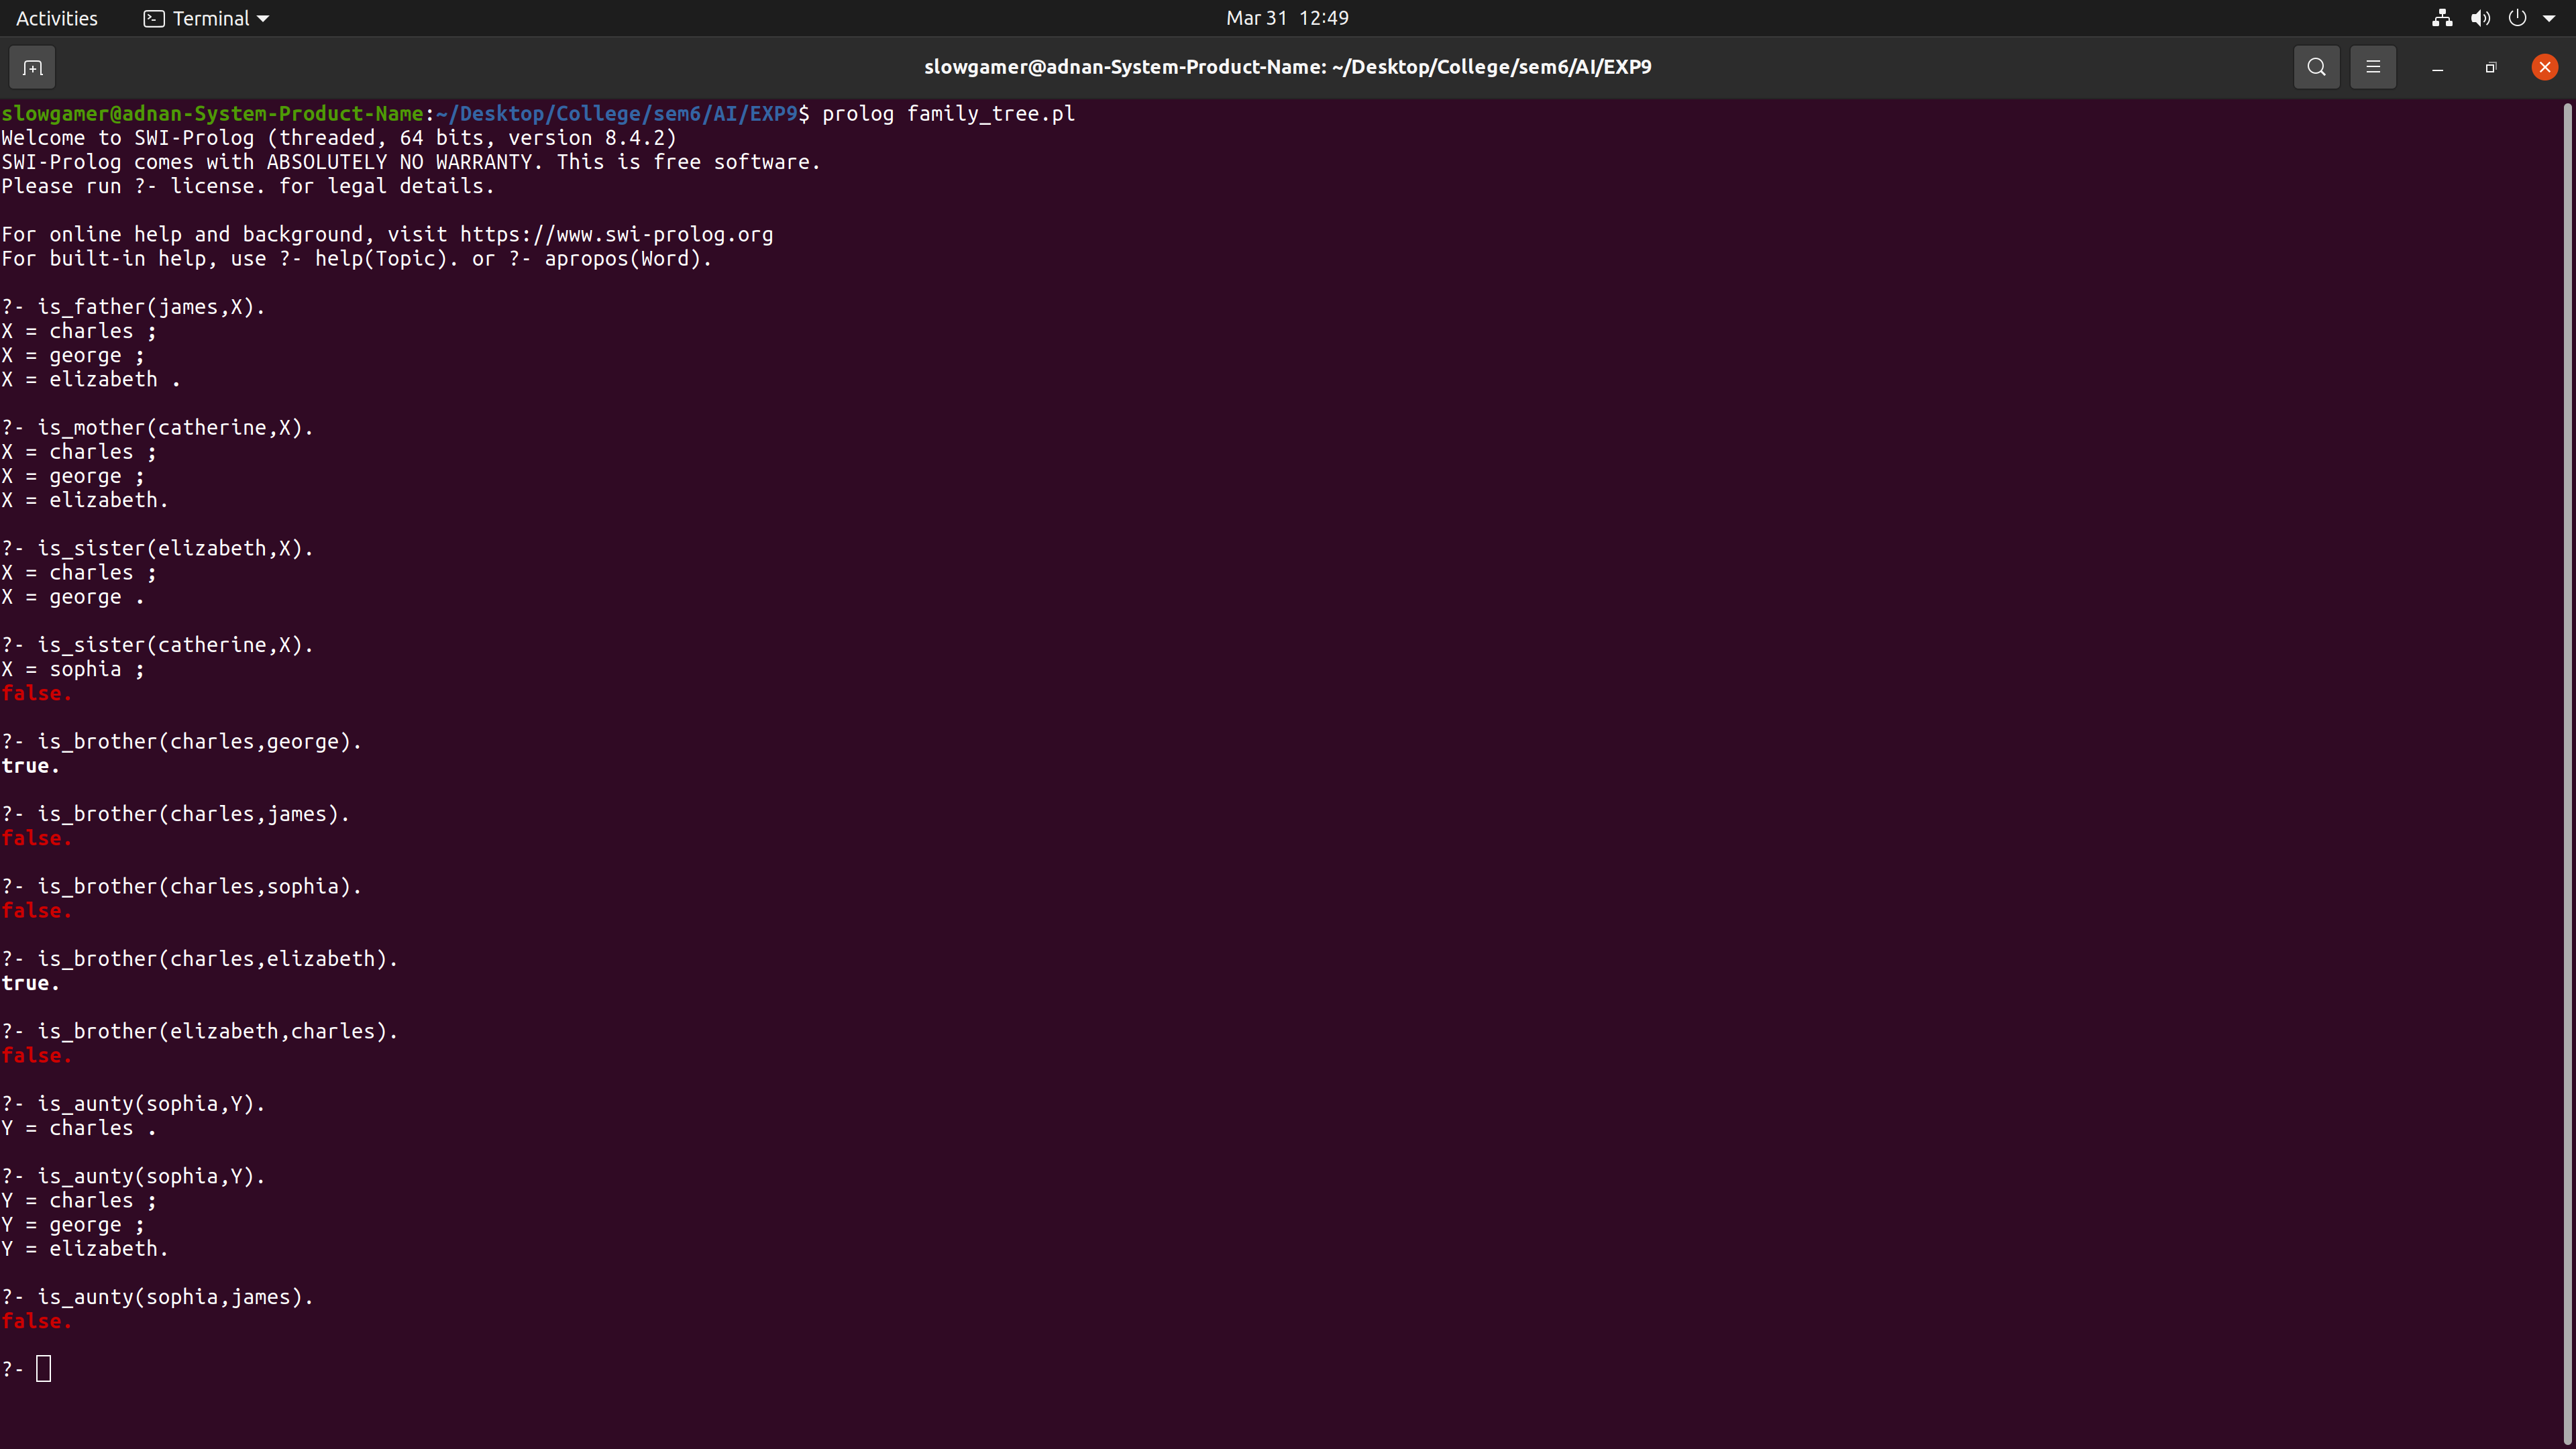 Activities Terminal Mar 31 12:49
slowgamer@adnan-System-Product-Name: ~/Desktop/College/sem6/AI/EXP9
slowgamer@adnan-System-Product-Name:~/Desktop/College/sem6/AI/EXP9$ prolog family_tree.pl
Welcome to SWI-Prolog (threaded, 64 bits, version 8.4.2)
SWI-Prolog comes with ABSOLUTELY NO WARRANTY. This is free software.
Please run ?- license. for legal details.
For online help and background, visit https://www.swi-prolog.org
For built-in help, use ?- help(Topic). or ?- apropos(Word).
?- is_father(james,X).
X = charles ;
X = george ;
X = elizabeth .
?- is_mother(catherine,X).
X = charles ;
X = george ;
X = elizabeth.
?- is_sister(elizabeth,X).
X = charles ;
X = george .
?- is_sister(catherine,X).
X = sophia ;
false.
?- is_brother(charles,george).
true.
?- is_brother(charles,james).
false.
?- is_brother(charles,sophia).
false.
?- is_brother(charles,elizabeth).
true.
?- is_brother(elizabeth,charles).
false.
?- is_aunty(sophia,Y).
Y = charles .
?- is_aunty(sophia,Y).
Y = charles ;
Y = george ;
Y = elizabeth.
?- is_aunty(sophia,james).
false.
?-